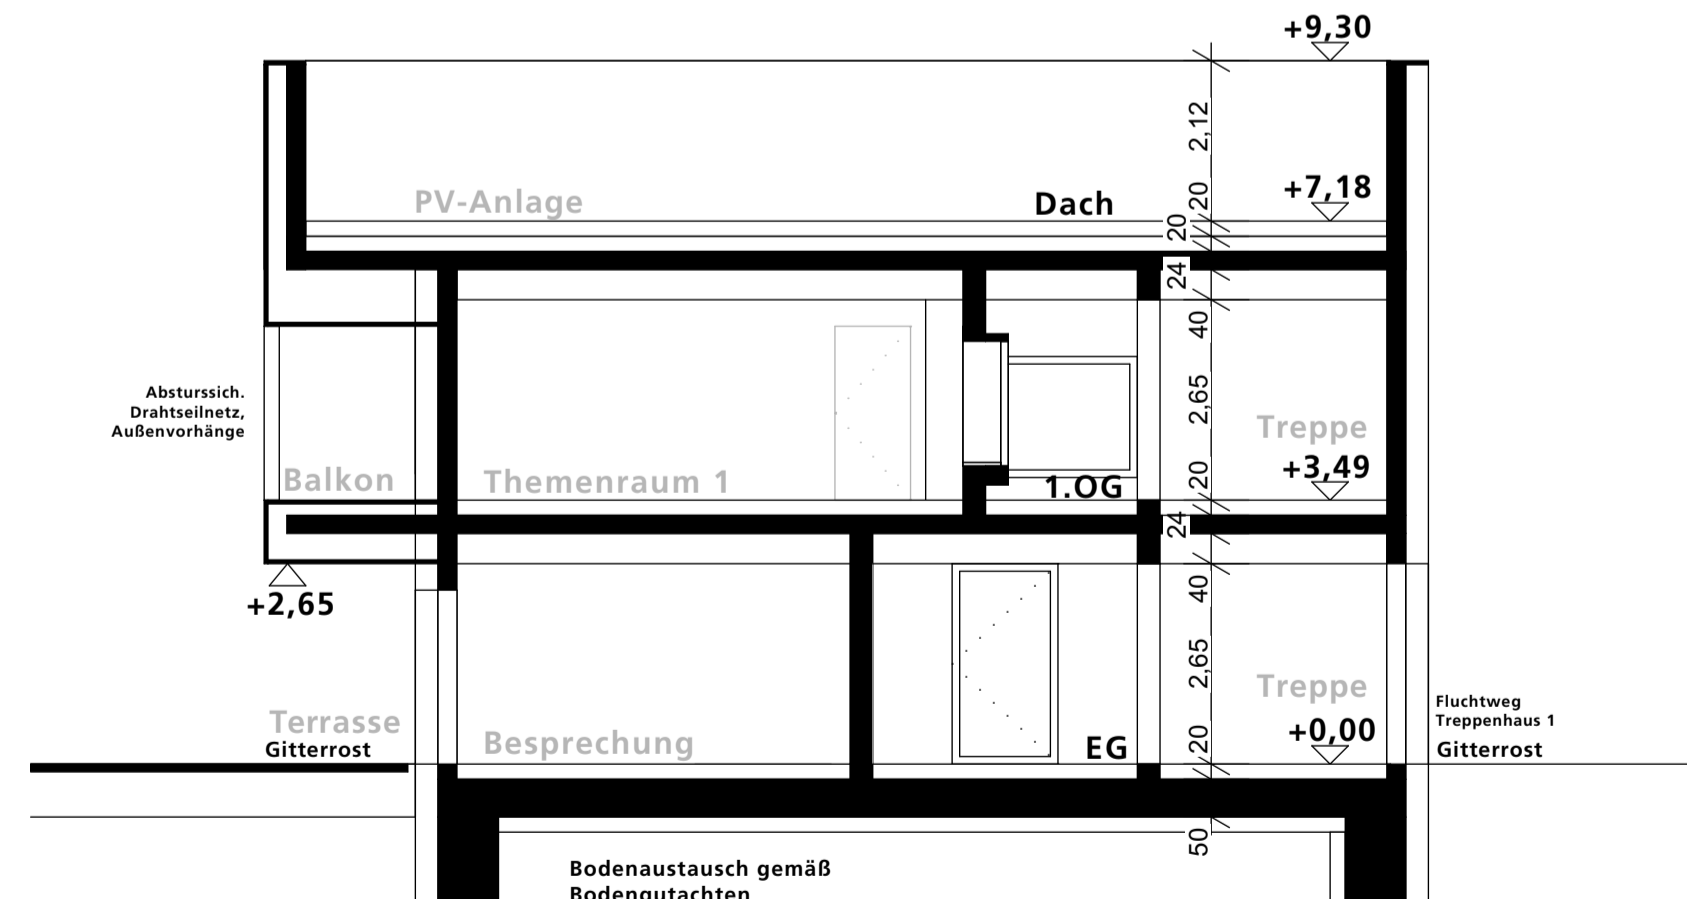 +9,30
2,12
PV-Anlage
Dach
20
20
+7,18
24
40
Absturssich.
Drahtseilnetz,
Außenvorhänge
2,65
Treppe
Balkon
Themenraum 1
1.OG
20
+3,49
24
+2,65
40
2,65
Treppe
Terrasse
Gitterrost
Besprechung
EG
20
+0,00
Fluchtweg
Treppenhaus 1
Gitterrost
50
Bodenaustausch gemäß
Bodengutachten